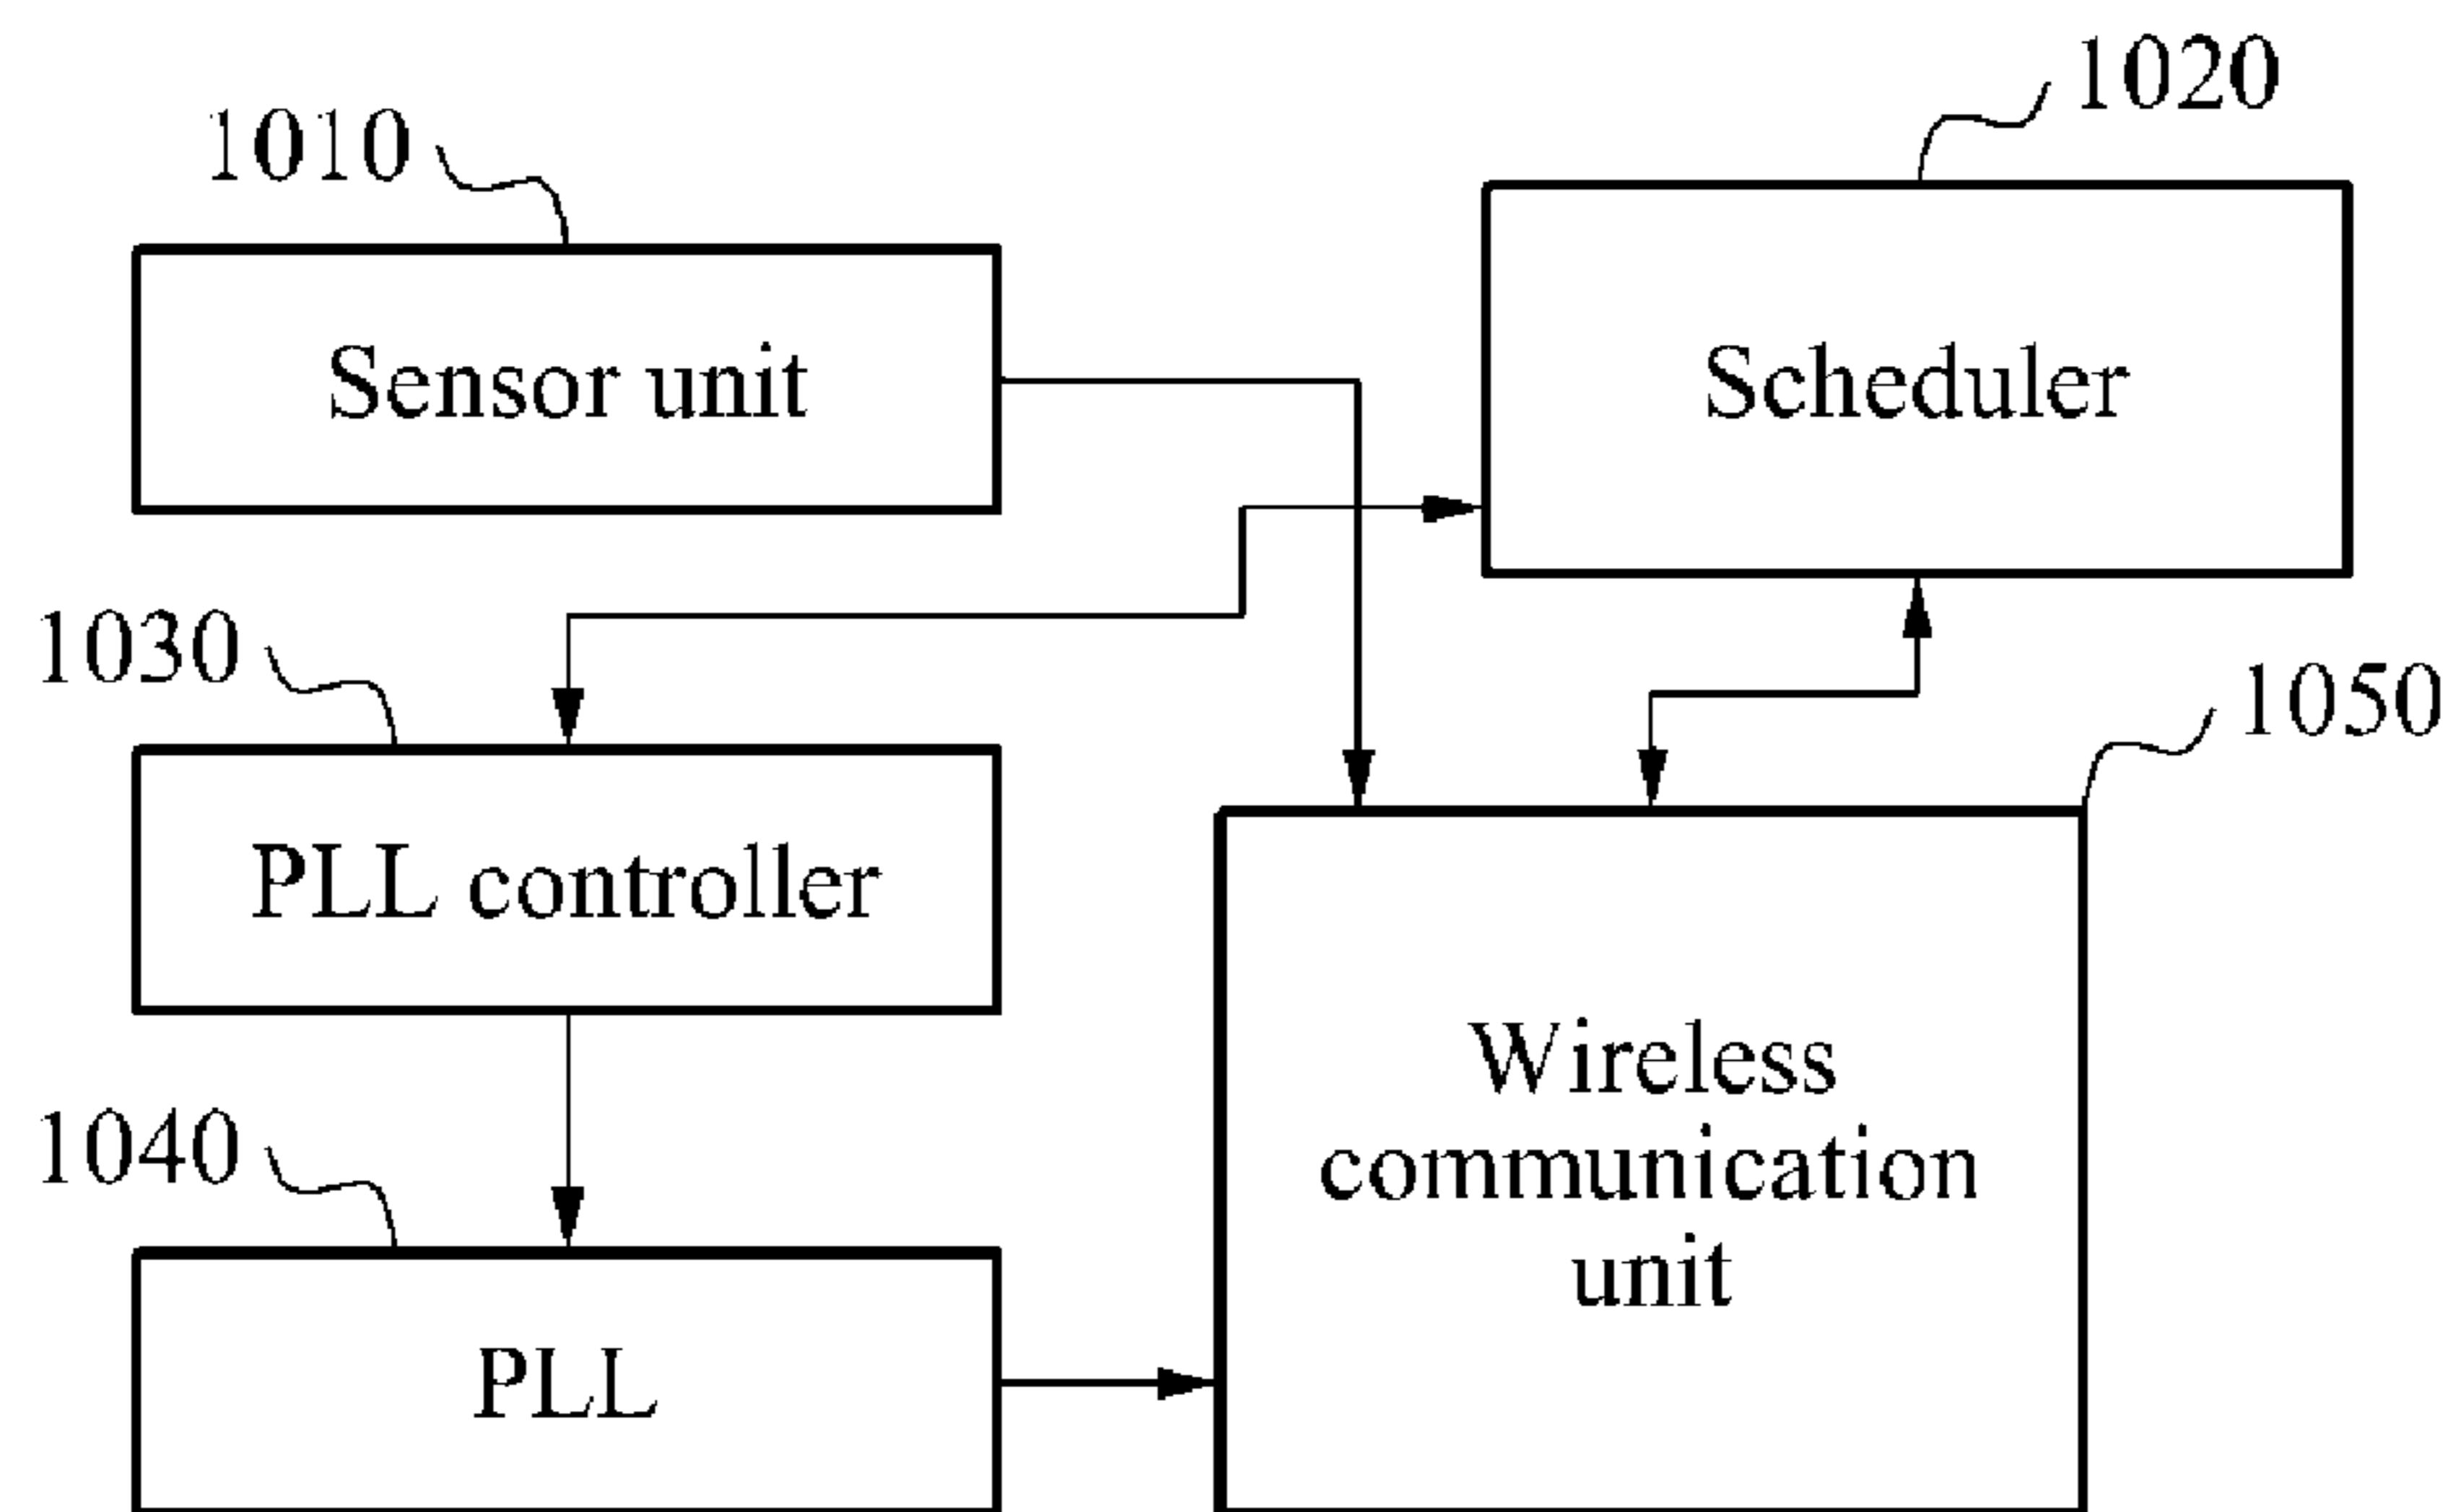 1020
1010
Sensor unit
Scheduler
1030
1050
PLL controller
1040
Wireless
communication
unit
PLL